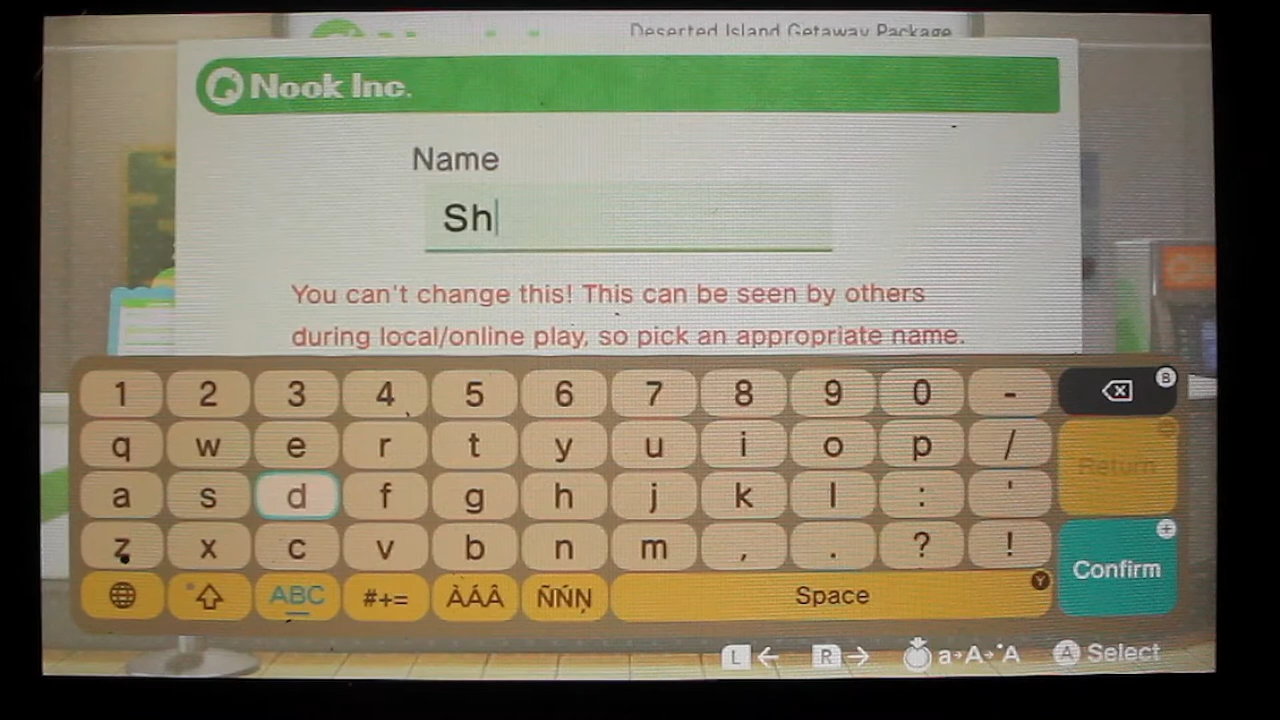 Deserted Island Getaway Package
Nook Inc.
Name
Sh
You can't change this! This can be seen by others
during local/online play, so pick an appropriate name.
1 2 3 4 5 6 7 8 9 0 -
q w e r t y u i o p /
Return
a s d f g h j k l : '
z x c v b n m , . ? !
Confirm
ABC #+= ÀÁÂ ÑŃŅ Space
L ← R → a→A→•A A Select
B
+
Y